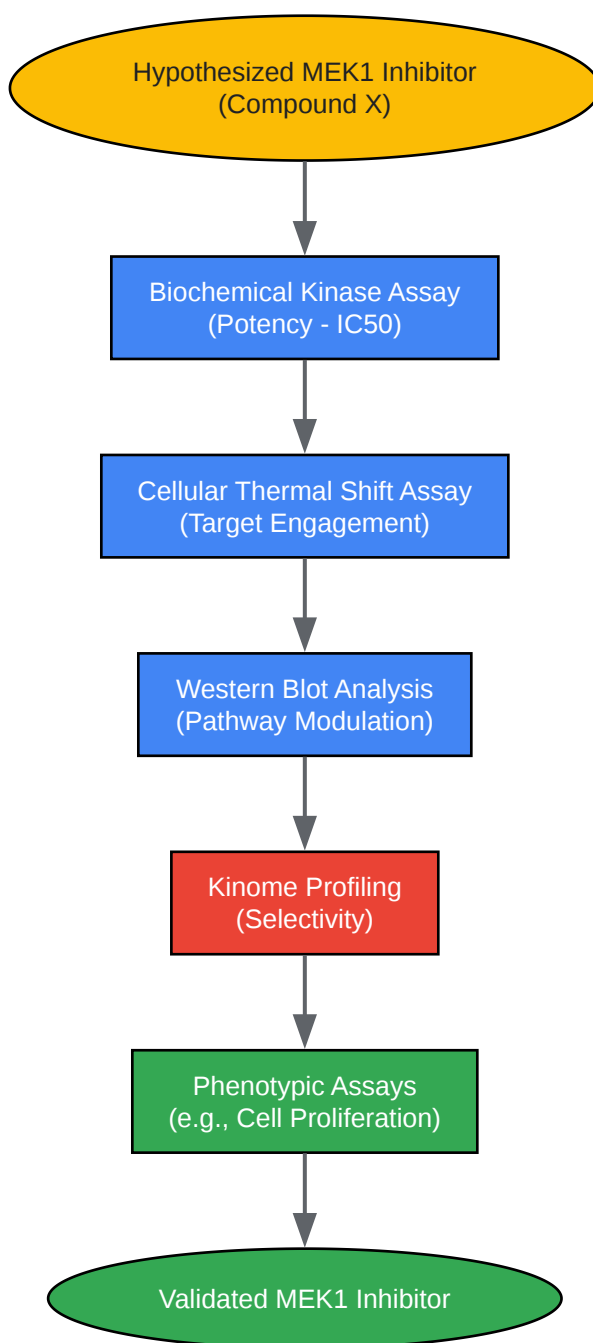 Hypothesized MEK1 Inhibitor
(Compound X)
Biochemical Kinase Assay
(Potency - IC50)
Cellular Thermal Shift Assay
(Target Engagement)
Western Blot Analysis
(Pathway Modulation)
Kinome Profiling
(Selectivity)
Phenotypic Assays
(e.g., Cell Proliferation)
Validated MEK1 Inhibitor